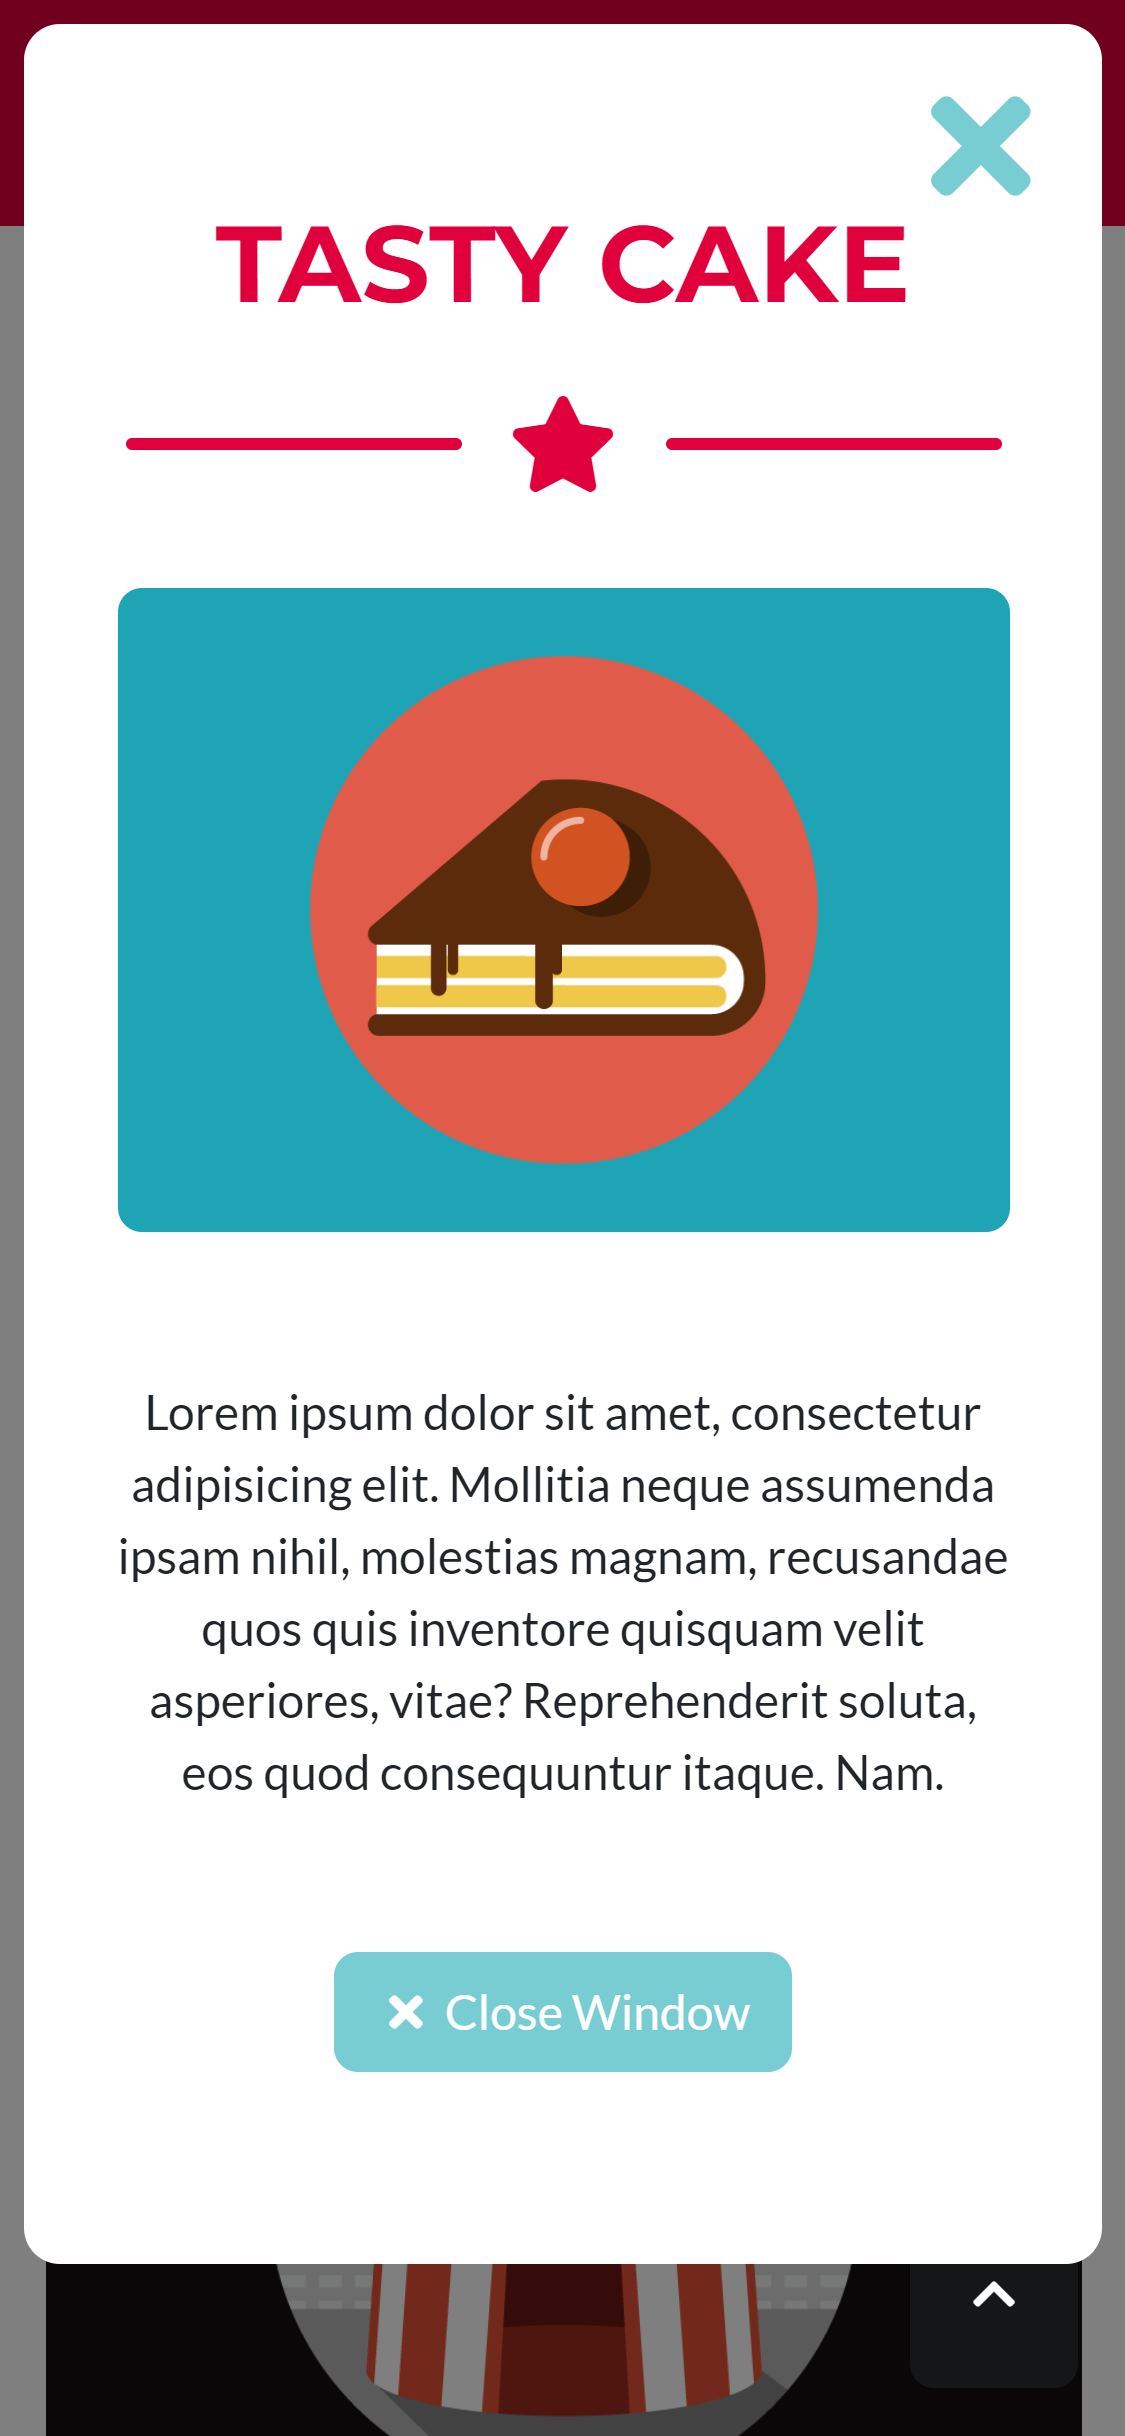 TASTY CAKE
Lorem ipsum dolor sit amet, consectetur
adipisicing elit. Mollitia neque assumenda
ipsam nihil, molestias magnam, recusandae
quos quis inventore quisquam velit
asperiores, vitae? Reprehenderit soluta,
eos quod consequuntur itaque. Nam.
Close Window